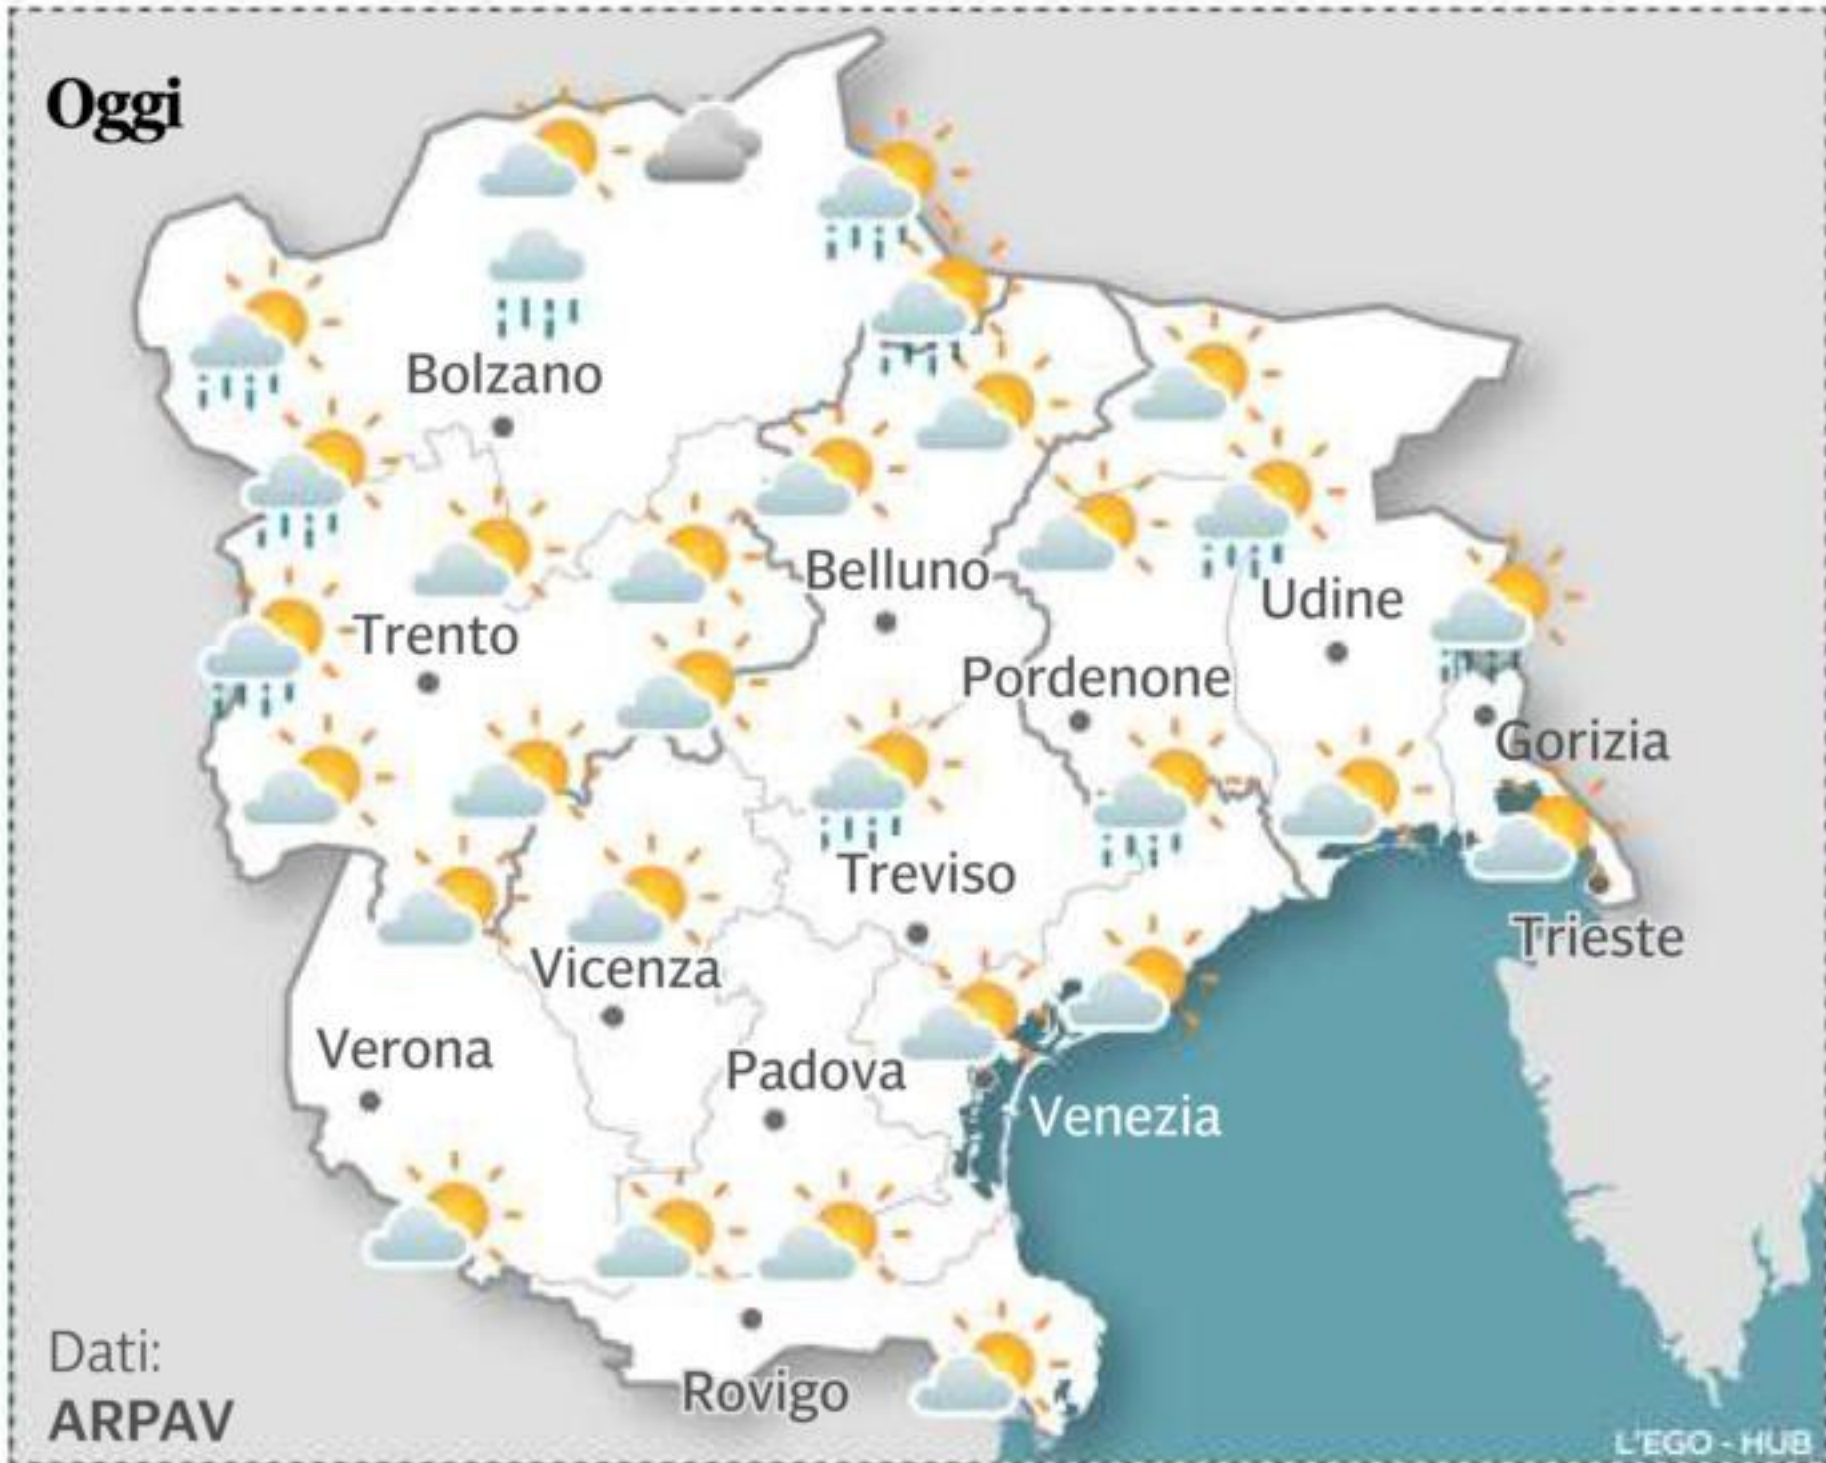 Oggi
Bolzano
Belluno
Udine
Trento
Pordenone
Gorizia
Treviso
Trieste
Vicenza
Verona
Padova
Venezia
Dati:
ARPAV
Rovigo
L'EGO - HUB